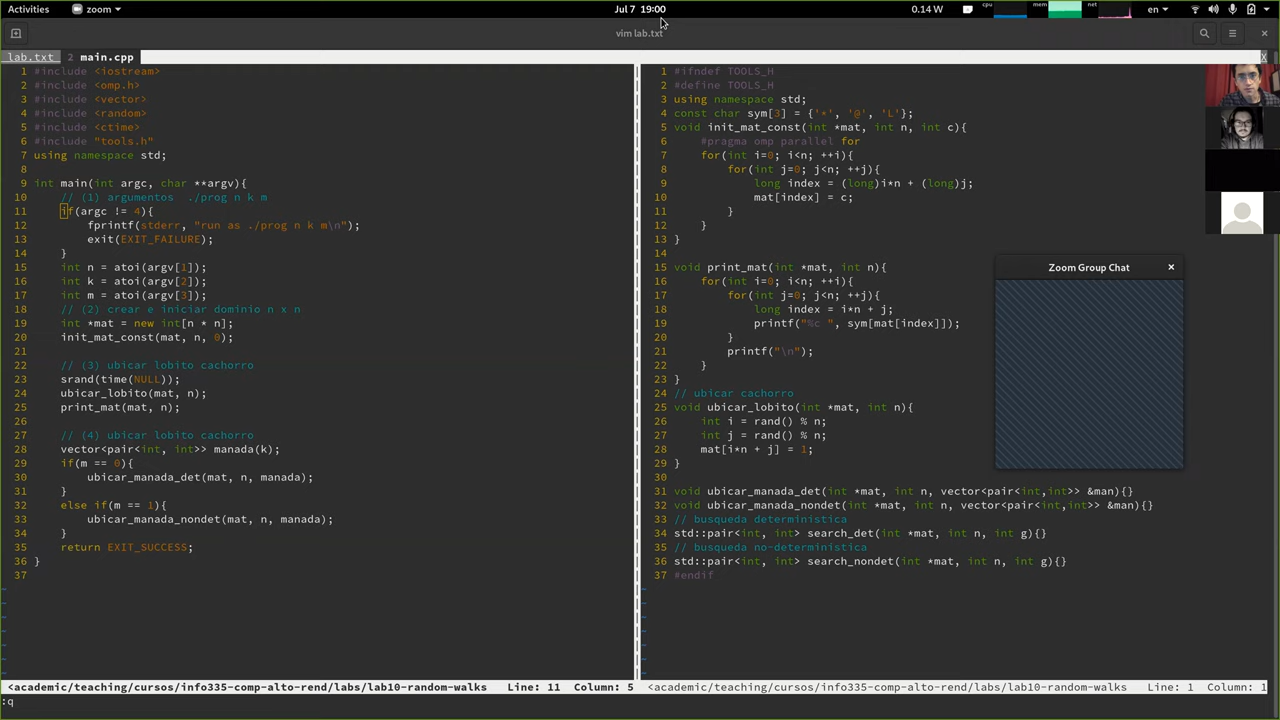 Activities
zoom
Jul 7 19:00
0.14 W
cpu
mem
net
en
vim lab.txt
lab.txt 2 main.cpp
X
1 #include <iostream>
2 #include <omp.h>
3 #include <vector>
4 #include <random>
5 #include <ctime>
6 #include "tools.h"
7 using namespace std;
8
9 int main(int argc, char **argv){
10     // (1) argumentos  ./prog n k m
11     if(argc != 4){
12         fprintf(stderr, "run as ./prog n k m\n");
13         exit(EXIT_FAILURE);
14     }
15     int n = atoi(argv[1]);
16     int k = atoi(argv[2]);
17     int m = atoi(argv[3]);
18     // (2) crear e iniciar dominio n x n
19     int *mat = new int[n * n];
20     init_mat_const(mat, n, 0);
21
22     // (3) ubicar lobito cachorro
23     srand(time(NULL));
24     ubicar_lobito(mat, n);
25     print_mat(mat, n);
26
27     // (4) ubicar lobito cachorro
28     vector<pair<int, int>> manada(k);
29     if(m == 0){
30         ubicar_manada_det(mat, n, manada);
31     }
32     else if(m == 1){
33         ubicar_manada_nondet(mat, n, manada);
34     }
35     return EXIT_SUCCESS;
36 }
37
~
~
~
~
~
~
<academic/teaching/cursos/info335-comp-alto-rend/labs/lab10-random-walks   Line: 11   Column: 5
:q
1 #ifndef TOOLS_H
2 #define TOOLS_H
3 using namespace std;
4 const char sym[3] = {'*', '@', 'L'};
5 void init_mat_const(int *mat, int n, int c){
6     #pragma omp parallel for
7     for(int i=0; i<n; ++i){
8         for(int j=0; j<n; ++j){
9             long index = (long)i*n + (long)j;
10             mat[index] = c;
11         }
12     }
13 }
14
15 void print_mat(int *mat, int n){
16     for(int i=0; i<n; ++i){
17         for(int j=0; j<n; ++j){
18             long index = i*n + j;
19             printf("%c ", sym[mat[index]]);
20         }
21         printf("\n");
22     }
23 }
24 // ubicar cachorro
25 void ubicar_lobito(int *mat, int n){
26     int i = rand() % n;
27     int j = rand() % n;
28     mat[i*n + j] = 1;
29 }
30
31 void ubicar_manada_det(int *mat, int n, vector<pair<int,int>> &man){}
32 void ubicar_manada_nondet(int *mat, int n, vector<pair<int,int>> &man){}
33 // busqueda deterministica
34 std::pair<int, int> search_det(int *mat, int n, int g){}
35 // busqueda no-deterministica
36 std::pair<int, int> search_nondet(int *mat, int n, int g){}
37 #endif
~
~
~
~
~
~
<academic/teaching/cursos/info335-comp-alto-rend/labs/lab10-random-walks   Line: 1   Column: 1
Zoom Group Chat